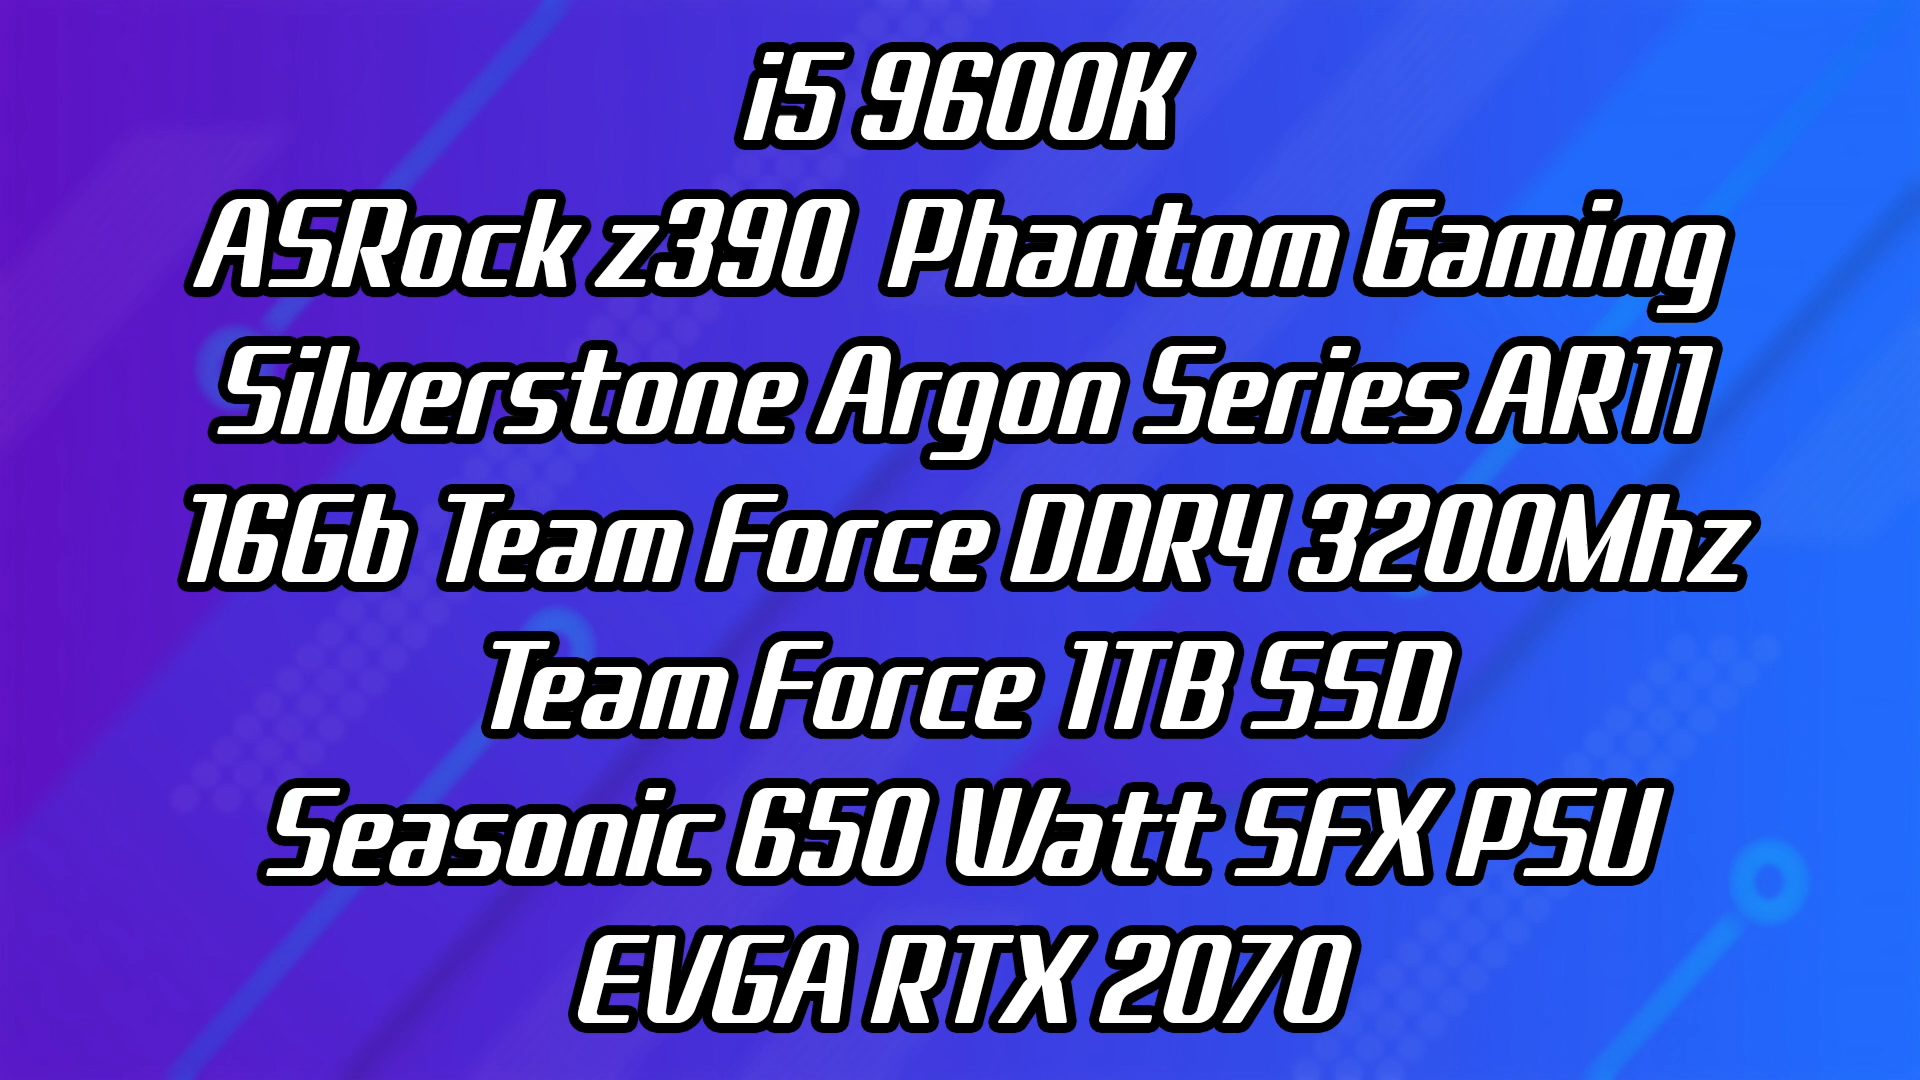 i5 9600K
ASRock z390 Phantom Gaming
Silverstone Argon Series AR11
16Gb Team Force DDR4 3200Mhz
Team Force 1TB SSD
Seasonic 650 Watt SFX PSU
EVGA RTX 2070